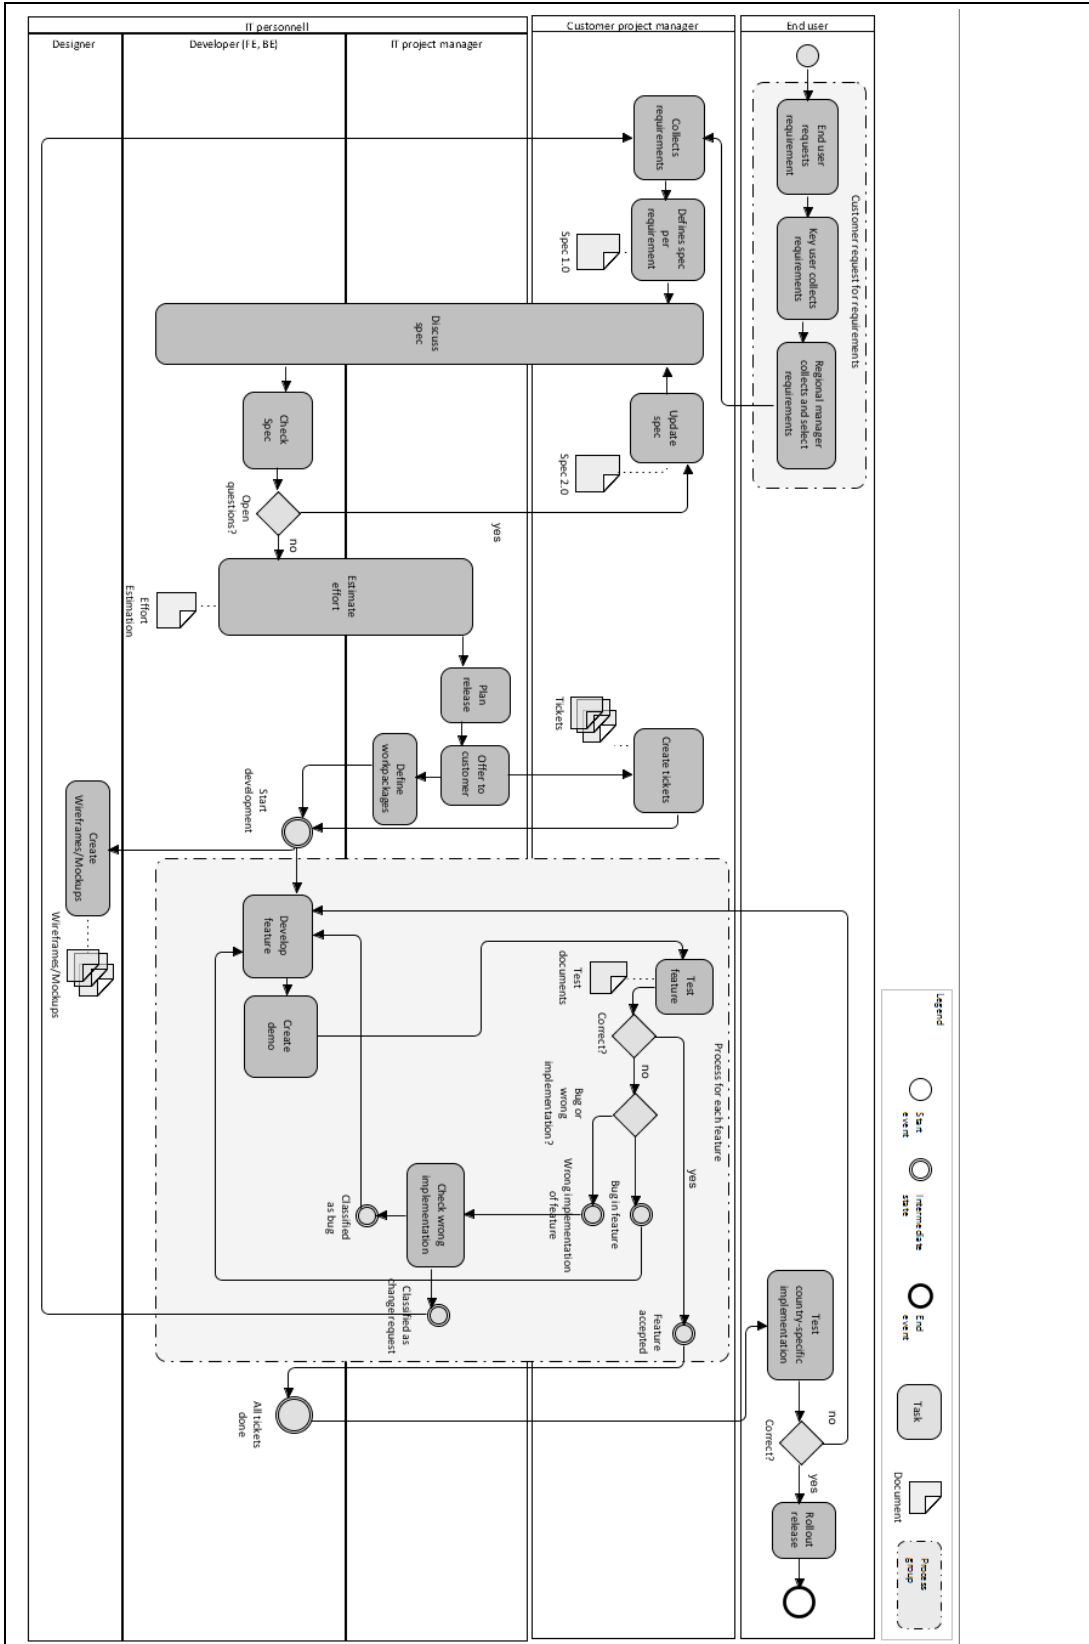 IT personnell
Customer project manager
End user
Designer
Developer (FE, BE)
IT project manager
End user
requests
requirement
Key user collects
requirements
Regional manager
collects and select
requirements
Customer request for requirements
Collects
requirements
Defines spec
per
requirement
Spec 1.0
Discuss
spec
Update
spec
Spec 2.0
Check
Spec
Open
questions?
yes
no
Estimate
effort
Effort
Estimation
Plan
release
Offer to
customer
Define
workpackages
Create tickets
Tickets
Start
development
Create
Wireframes/Mockups
Wireframes/Mockups
Process for each feature
Develop
feature
Create
demo
Test
feature
Test
documents
Correct?
no
yes
Bug or
wrong
implementation?
Bug in feature
Wrong implementation
of feature
Check wrong
implementation
Classified
as bug
Classified as
change request
Feature
accepted
All tickets
done
Test
country-specific
implementation
Correct?
no
yes
Rollout
release
Legend
Start
event
Intermediate
state
End
event
Task
Document
Process
group